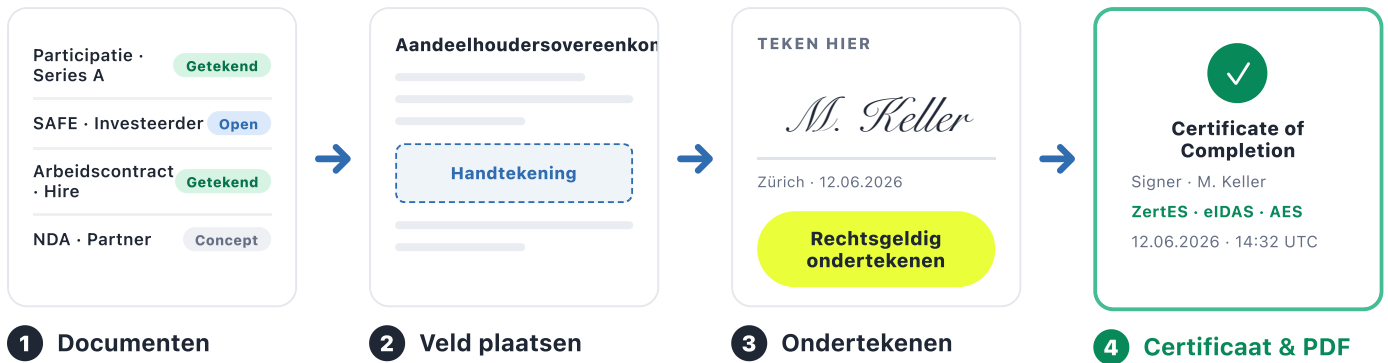 Participatie ·
Series A
Getekend
SAFE · Investeerder
Open
Arbeidscontract
· Hire
Getekend
NDA · Partner
Concept
1 Documenten
Aandeelhoudersovereenkom
Handtekening
2 Veld plaatsen
TEKEN HIER
M. Keller
Zürich · 12.06.2026
Rechtsgeldig
ondertekenen
3 Ondertekenen
Certificate of
Completion
Signer · M. Keller
ZertES · eIDAS · AES
12.06.2026 · 14:32 UTC
4 Certificaat & PDF